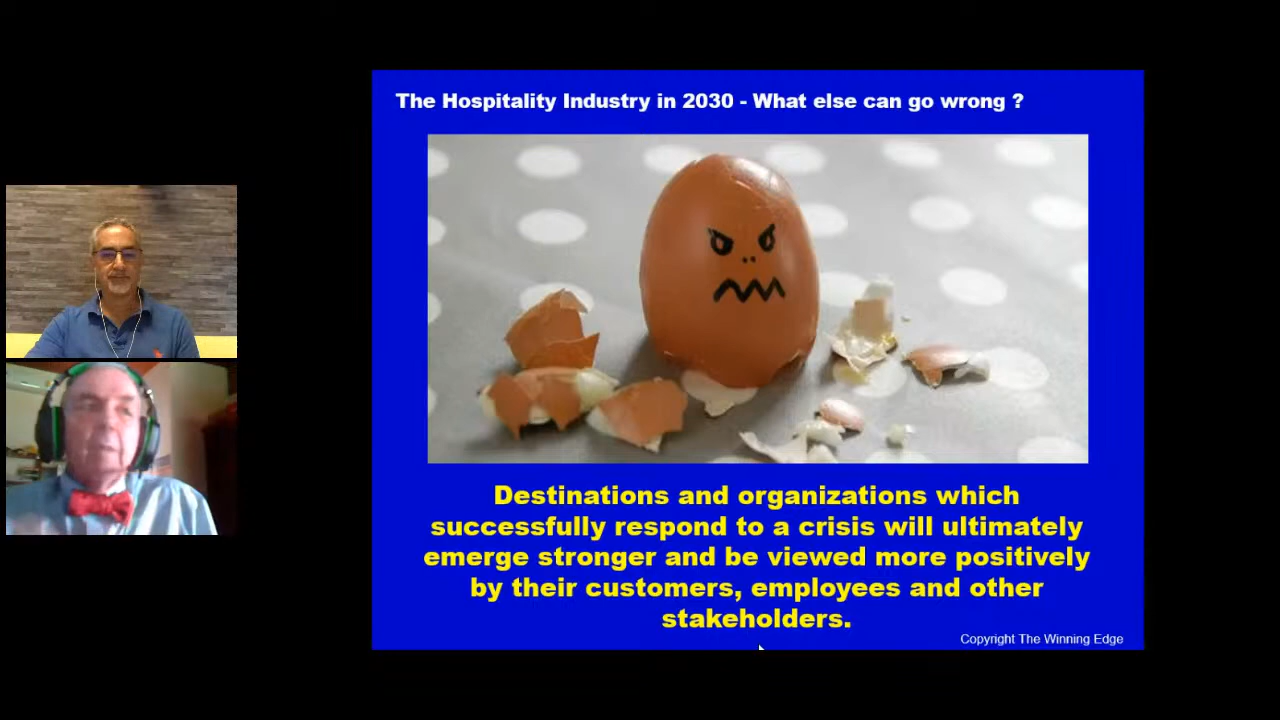 The Hospitality Industry in 2030 - What else can go wrong ?
Destinations and organizations which
successfully respond to a crisis will ultimately
emerge stronger and be viewed more positively
by their customers, employees and other
stakeholders.
Copyright The Winning Edge